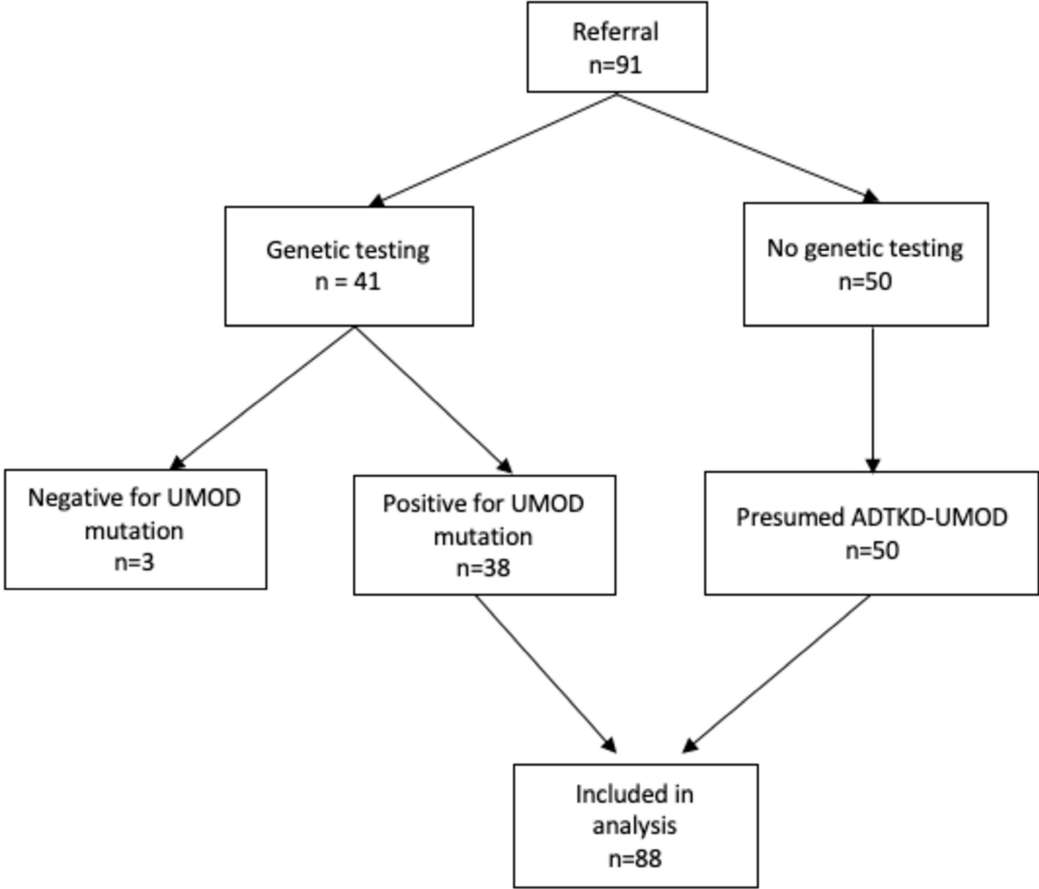 Referral
n=91
Genetic testing
n = 41
No genetic testing
n=50
Negative for UMOD
mutation
n=3
Positive for UMOD
mutation
n=38
Presumed ADTKD-UMOD
n=50
Included in
analysis
n=88